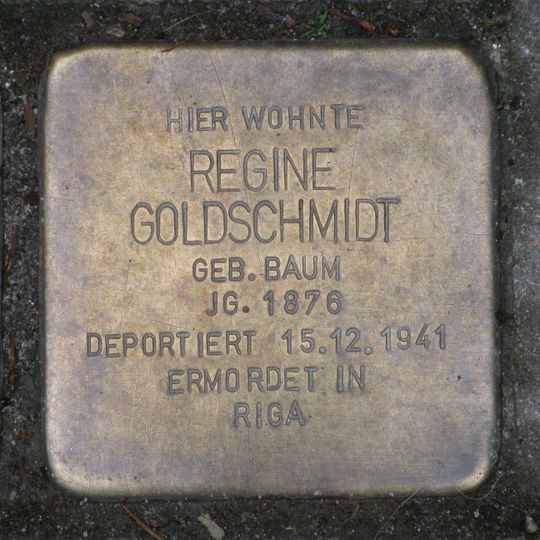 HIER WOHNTE
REGINE
GOLDSCHMIDT
GEB. BAUM
JG. 1876
DEPORTIERT 15.12.1941
ERMORDET IN
RIGA